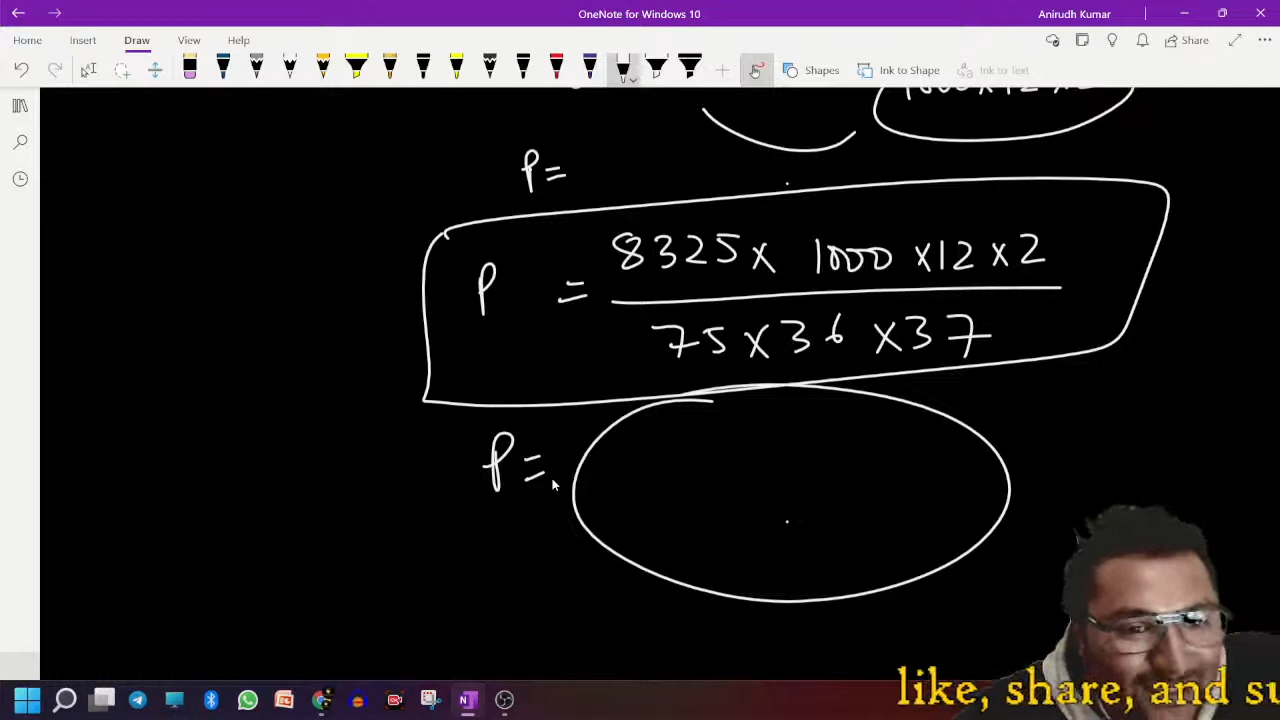 OneNote for Windows 10
Anirudh Kumar
Home Insert Draw View Help
Share
Shapes
Ink to Shape
Ink to Text
P=
P = 8325 x 1000 x 12 x 2
75 x 36 x 37
P=
like, share, and su